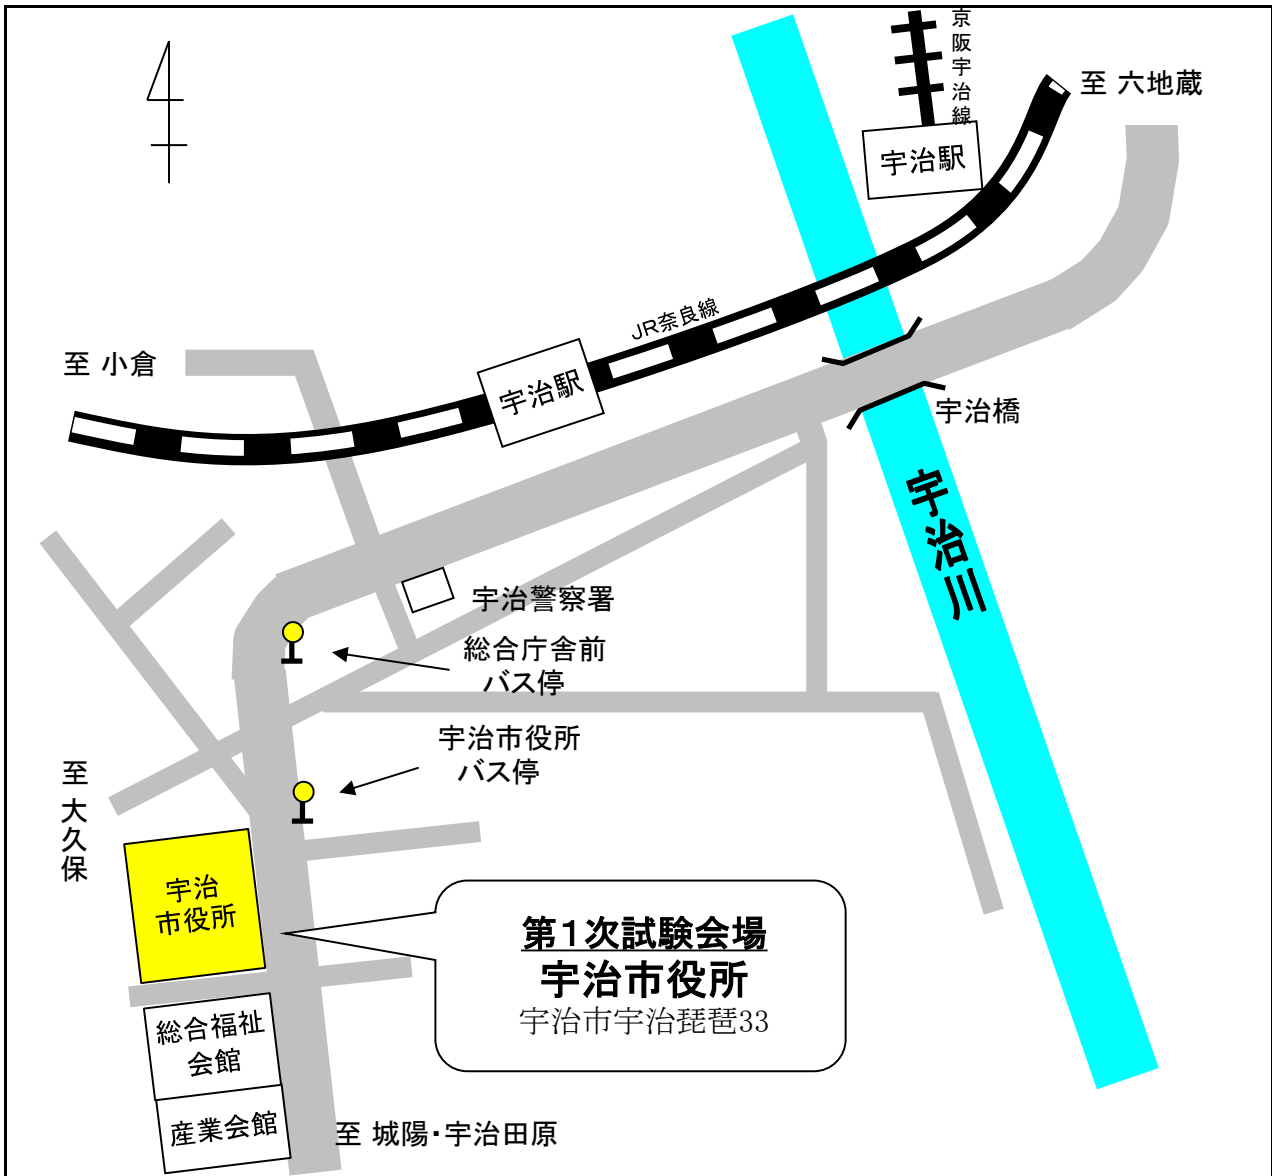 京阪宇治線
至 六地蔵
宇治駅
JR奈良線
至 小倉
宇治駅
宇治橋
宇治川
宇治警察署
総合庁舎前
バス停
宇治市役所
バス停
至 大久保
宇治
市役所
第1次試験会場
宇治市役所
宇治市宇治琵琶33
総合福祉
会館
産業会館
至 城陽・宇治田原